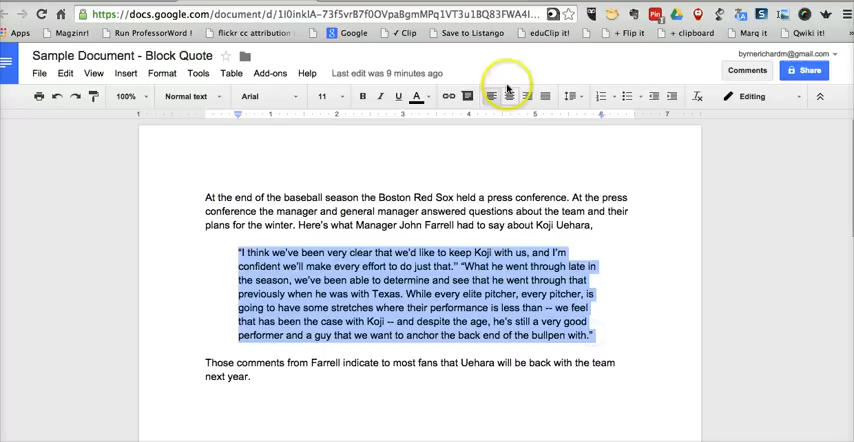 https://docs.google.com/document/d/1I0inkIA-73f5vrB7f0OVpaBgmMPq1VT3u1BQ83FWA4I...
Apps Magzinr! Run ProfessorWord ! flickr cc attribution Google ✓ Clip Save to Listango eduClip it! + Flip it + clipboard Marq it Qwiki it!
Sample Document - Block Quote
byrnerichardm@gmail.com
File Edit View Insert Format Tools Table Add-ons Help Last edit was 9 minutes ago
Comments Share
100% Normal text Arial 11 B I U A Editing
1 1 2 3 4 5 6 7
At the end of the baseball season the Boston Red Sox held a press conference. At the press
conference the manager and general manager answered questions about the team and their
plans for the winter. Here's what Manager John Farrell had to say about Koji Uehara,
“I think we've been very clear that we'd like to keep Koji with us, and I'm
confident we'll make every effort to do just that.” “What he went through late in
the season, we've been able to determine and see that he went through that
previously when he was with Texas. While every elite pitcher, every pitcher, is
going to have some stretches where their performance is less than -- we feel
that has been the case with Koji -- and despite the age, he's still a very good
performer and a guy that we want to anchor the back end of the bullpen with.”
Those comments from Farrell indicate to most fans that Uehara will be back with the team
next year.